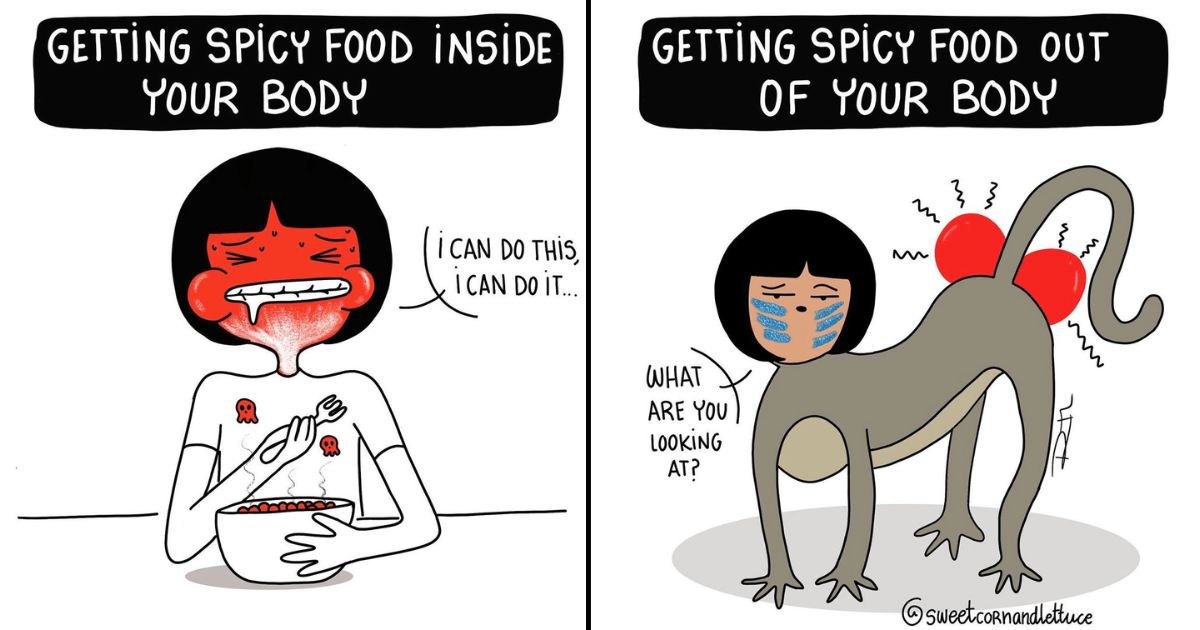 GETTING SPICY FOOD INSIDE
YOUR BODY
I CAN DO THIS,
I CAN DO IT...
GETTING SPICY FOOD OUT
OF YOUR BODY
WHAT
ARE YOU
LOOKING
AT?
@sweetcornandlettuce